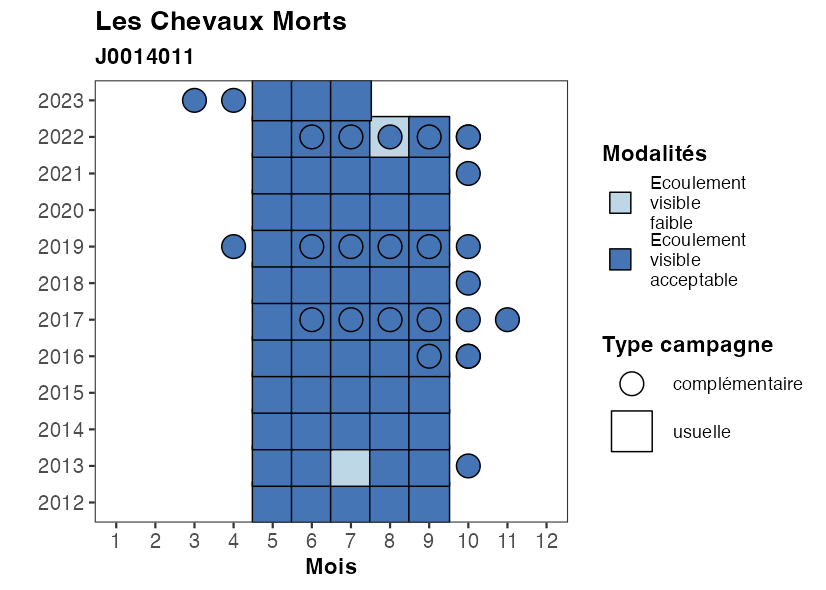 Les Chevaux Morts
J0014011
2023
2022
2021
2020
2019
2018
2017
2016
2015
2014
2013
2012
1 2 3 4 5 6 7 8 9 10 11 12
Mois
Modalités
Ecoulement
visible
faible
Ecoulement
visible
acceptable
Type campagne
complémentaire
usuelle